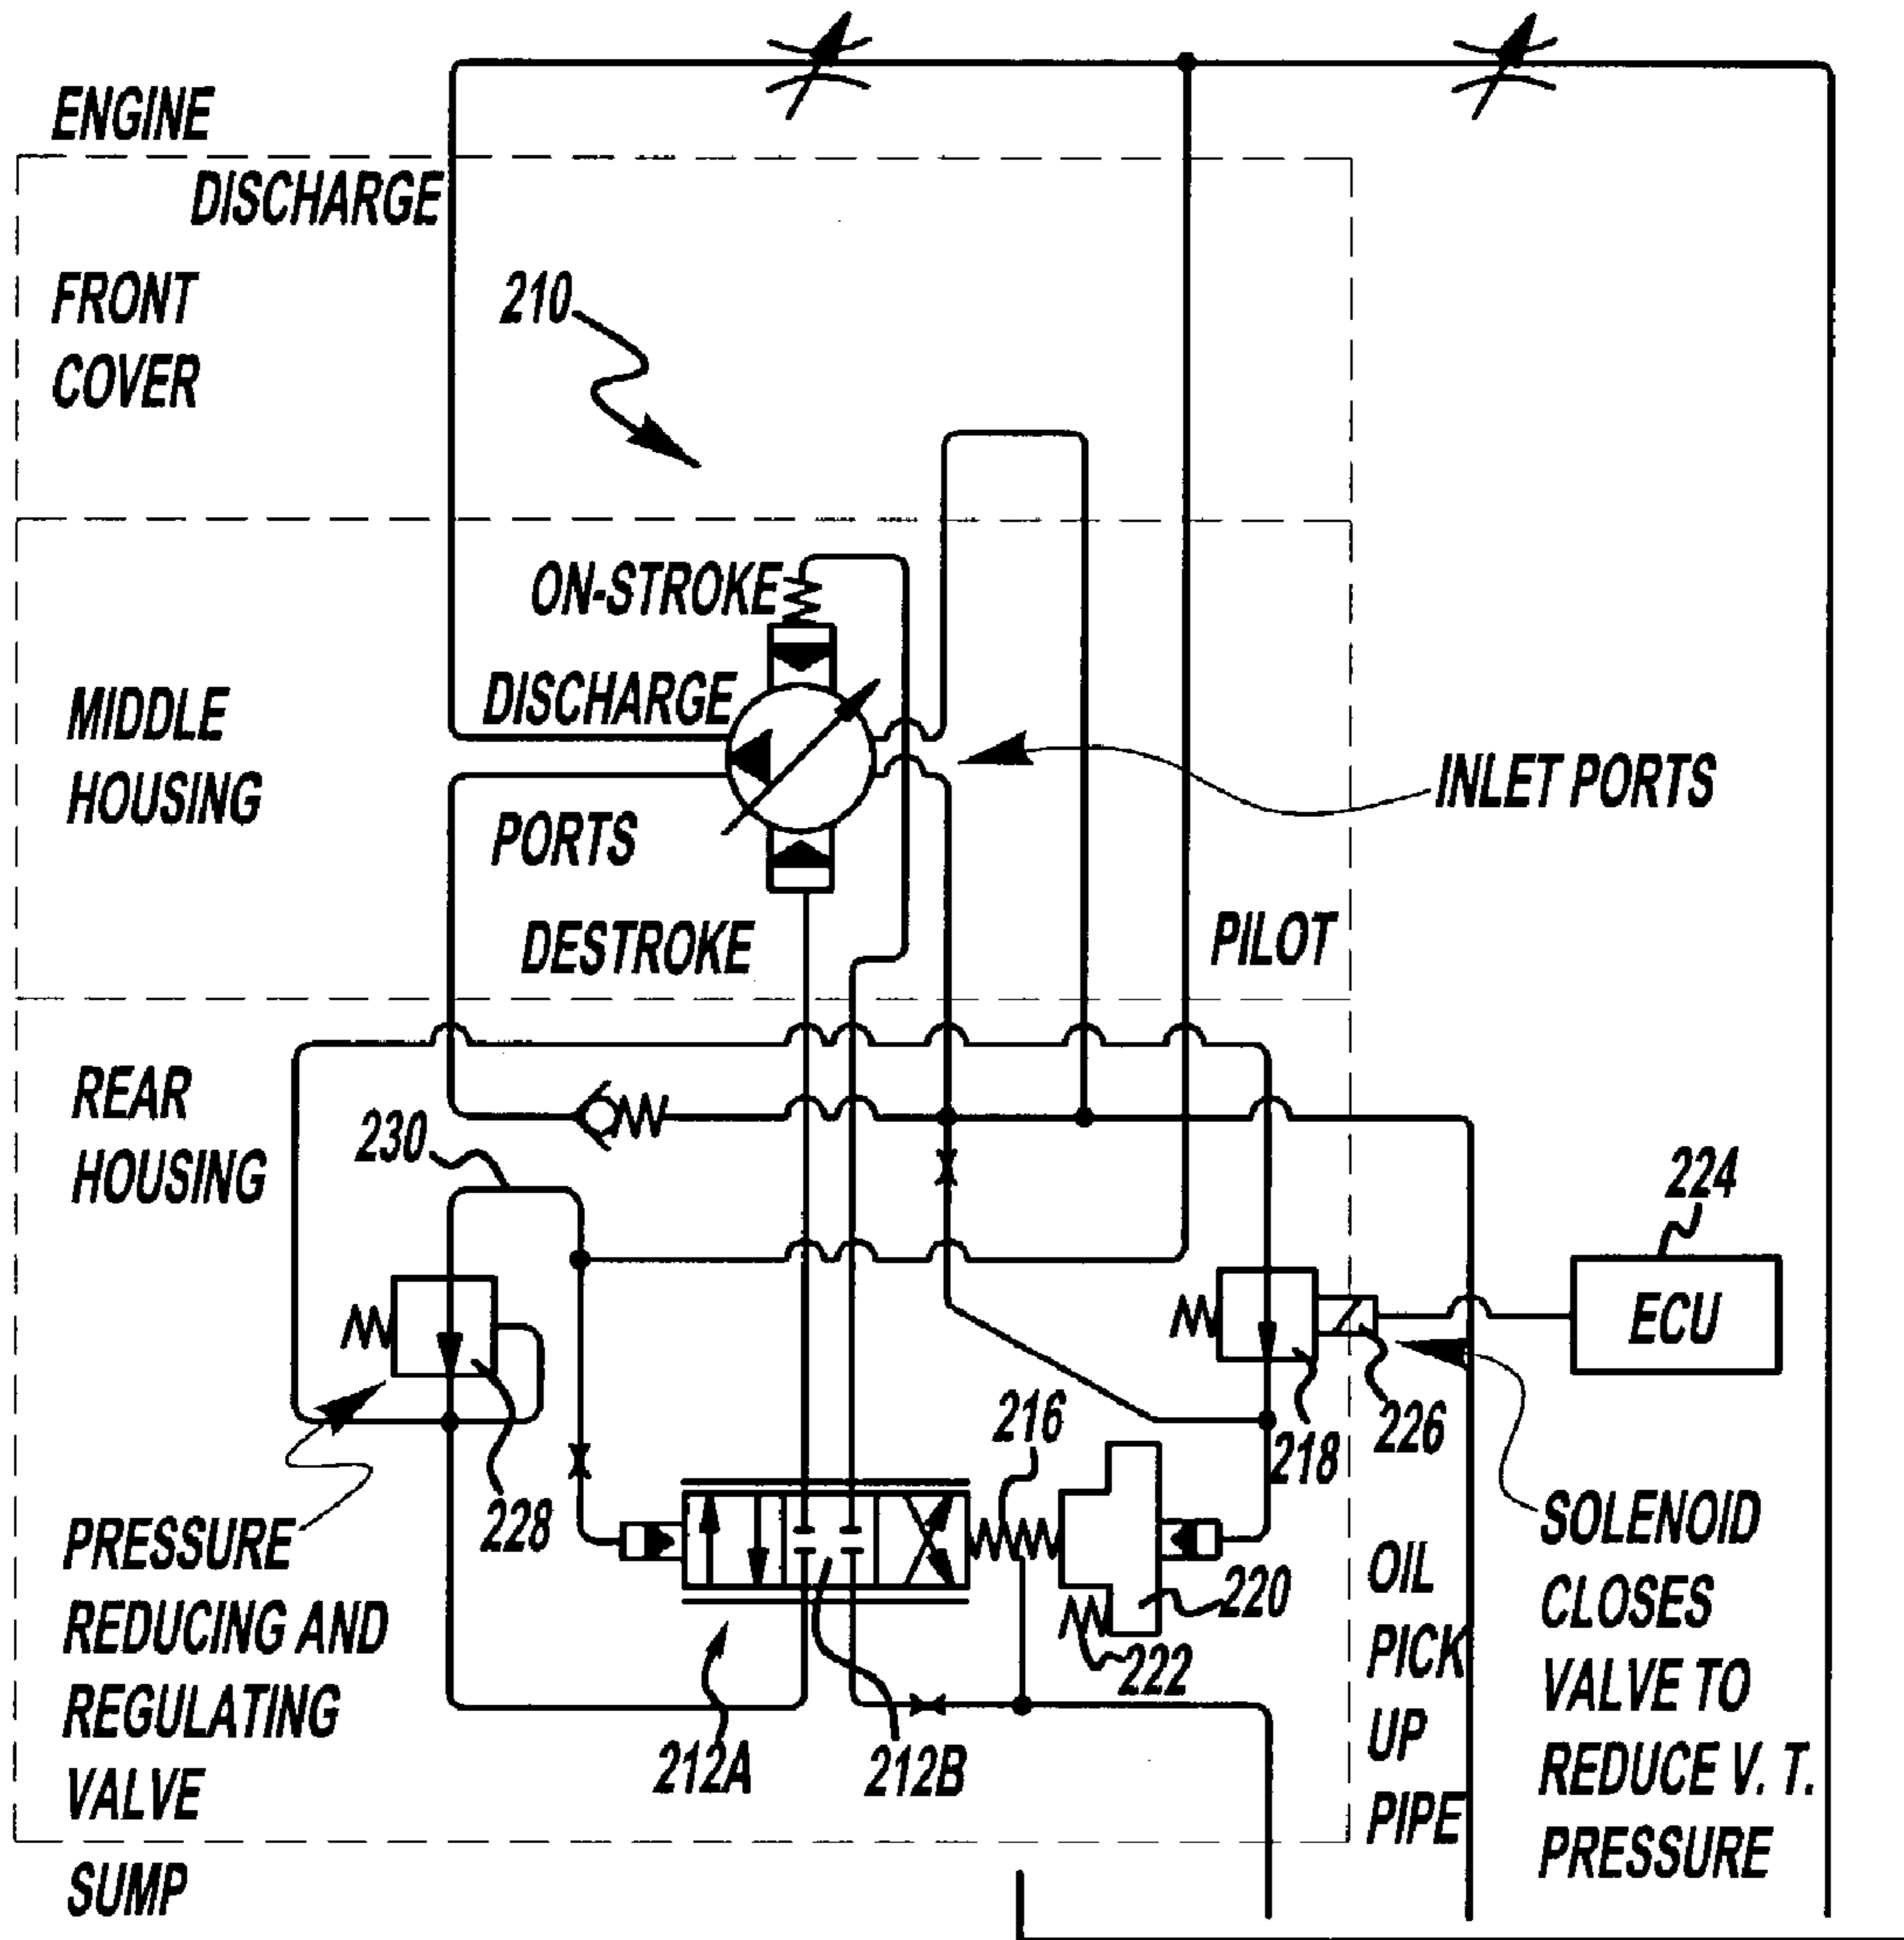 ENGINE
DISCHARGE
FRONT
COVER
210
ON-STROKE
DISCHARGE
MIDDLE
HOUSING
INLET PORTS
PORTS
DESTROKE
PILOT
REAR
HOUSING
230
224
ECU
216
218
226
228
PRESSURE
REDUCING AND
REGULATING
VALVE
220
222
212A
212B
OIL
PICK
UP
PIPE
SOLENOID
CLOSES
VALVE TO
REDUCE V. T.
PRESSURE
SUMP